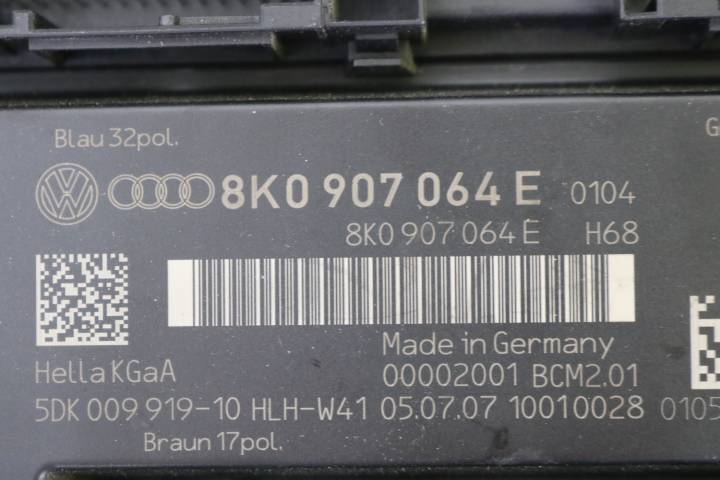 Blau 32pol.
G
8K0 907 064 E 0104
8K0 907 064 E H68
Made in Germany
Hella KGaA
00002001 BCM2.01
5DK 009 919-10 HLH-W41 05.07.07 10010028 0105
Braun 17pol.